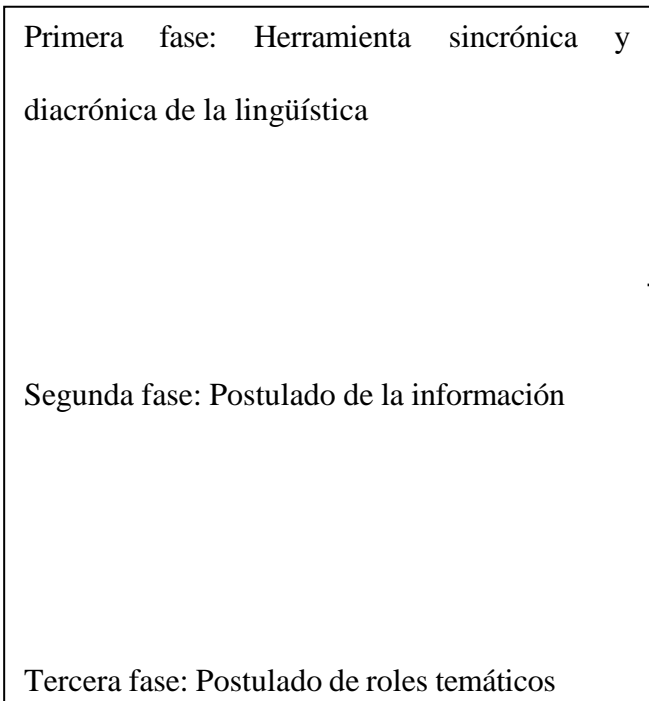 Primera fase: Herramienta sincrónica y
diacrónica de la lingüística
Segunda fase: Postulado de la información
Tercera fase: Postulado de roles temáticos